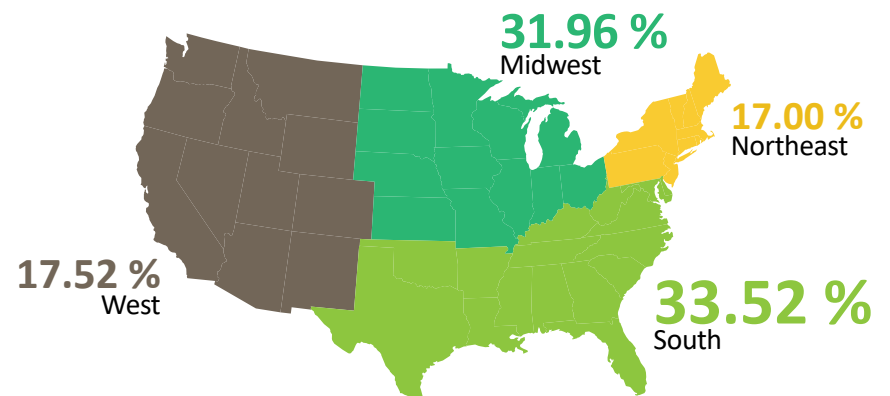 31.96 %
Midwest
17.00 %
Northeast
17.52 %
West
33.52 %
South